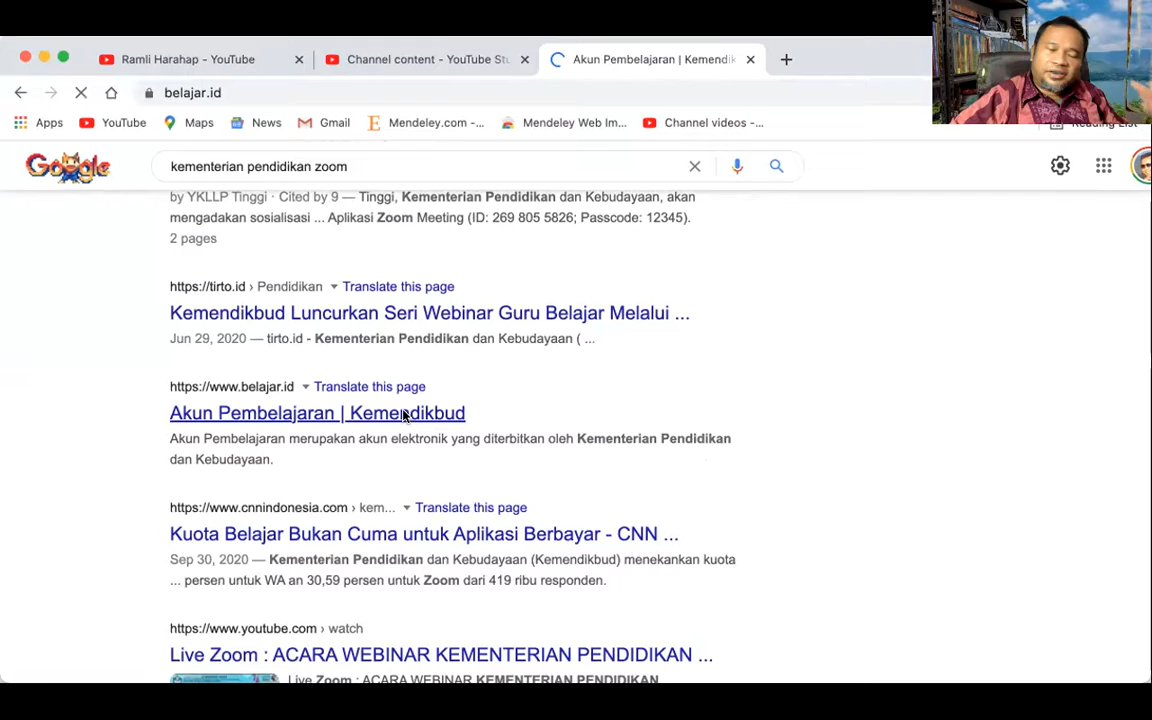 Ramli Harahap - YouTube
Channel content - YouTube Stu
Akun Pembelajaran | Kemendik
belajar.id
Apps
YouTube
Maps
News
Gmail
Mendeley.com -...
Mendeley Web Im...
Channel videos -...
Reading List
Google
kementerian pendidikan zoom
by YKLLP Tinggi · Cited by 9 — Tinggi, Kementerian Pendidikan dan Kebudayaan, akan
mengadakan sosialisasi ... Aplikasi Zoom Meeting (ID: 269 805 5826; Passcode: 12345).
2 pages
https://tirto.id › Pendidikan Translate this page
Kemendikbud Luncurkan Seri Webinar Guru Belajar Melalui ...
Jun 29, 2020 — tirto.id - Kementerian Pendidikan dan Kebudayaan ( ...
https://www.belajar.id Translate this page
Akun Pembelajaran | Kemendikbud
Akun Pembelajaran merupakan akun elektronik yang diterbitkan oleh Kementerian Pendidikan
dan Kebudayaan.
https://www.cnnindonesia.com › kem... Translate this page
Kuota Belajar Bukan Cuma untuk Aplikasi Berbayar - CNN ...
Sep 30, 2020 — Kementerian Pendidikan dan Kebudayaan (Kemendikbud) menekankan kuota
... persen untuk WA an 30,59 persen untuk Zoom dari 419 ribu responden.
https://www.youtube.com › watch
Live Zoom : ACARA WEBINAR KEMENTERIAN PENDIDIKAN ...
Live Zoom : ACARA WEBINAR KEMENTERIAN PENDIDIKAN